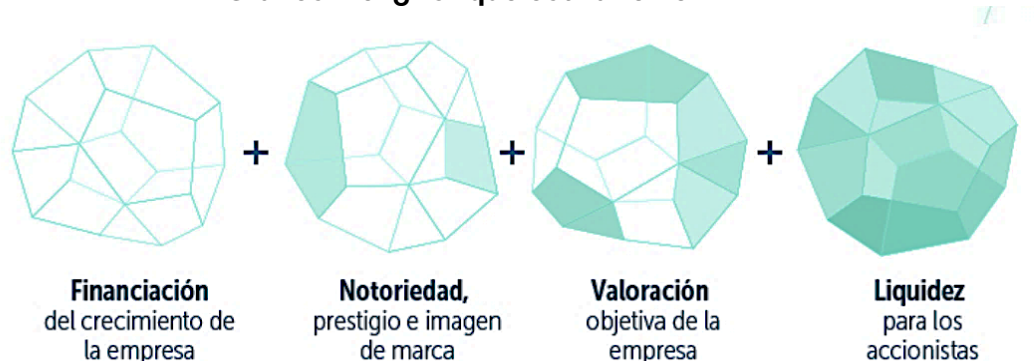 + + +
Financiación
del crecimiento de
la empresa
Notoriedad,
prestigio e imagen
de marca
Valoración
objetiva de la
empresa
Liquidez
para los
accionistas